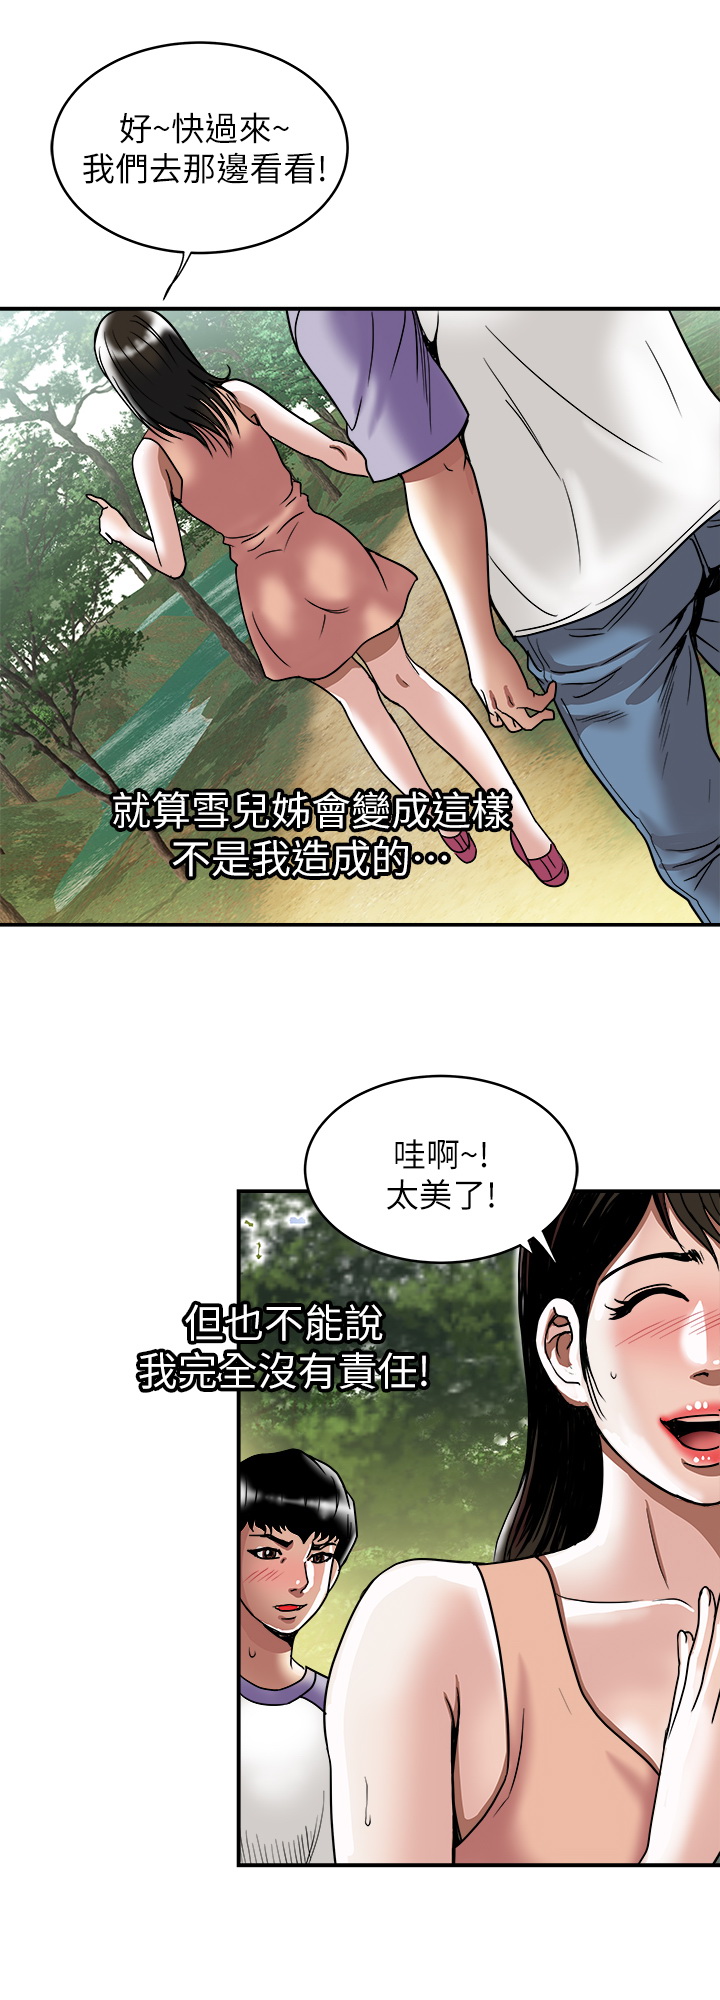 好~快過來~
我們去那邊看看!
就算雪兒姊會變成這樣
不是我造成的⋯
哇啊~!
太美了!
但也不能說
我完全沒有責任!